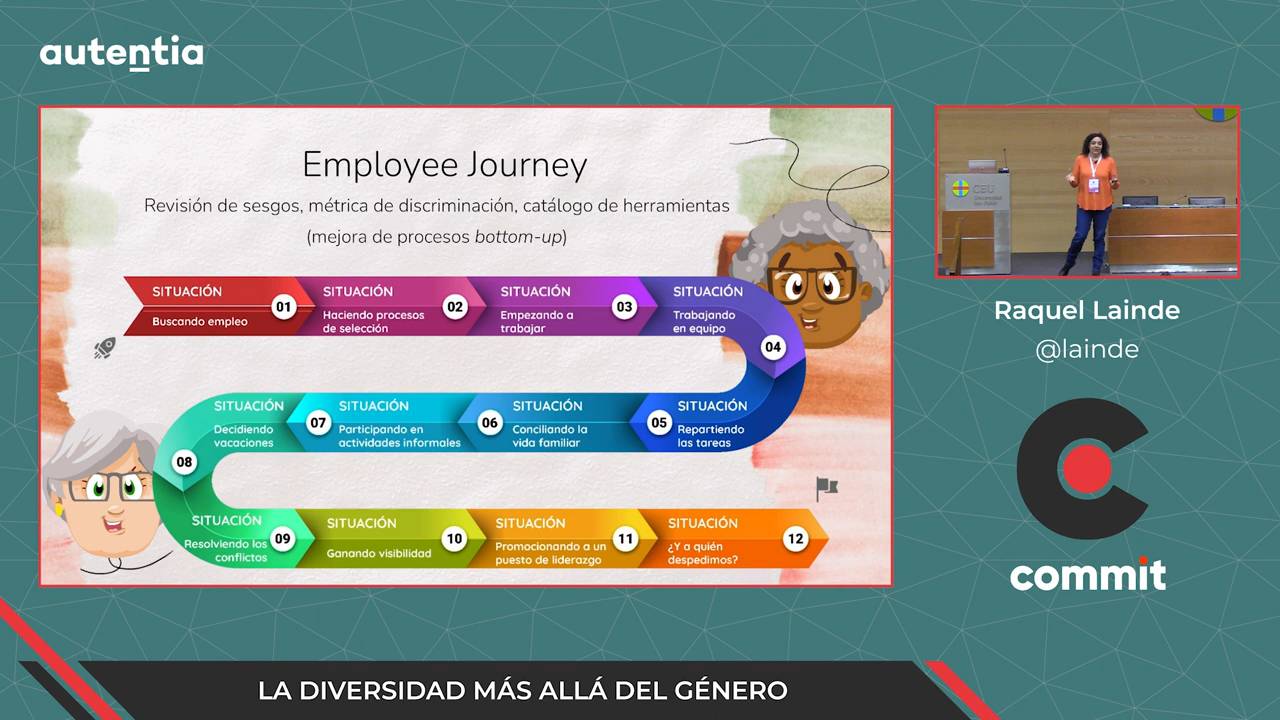 autentia
Employee Journey
Revisión de sesgos, métrica de discriminación, catálogo de herramientas
(mejora de procesos bottom-up)
SITUACIÓN
Buscando empleo
01
SITUACIÓN
Haciendo procesos
de selección
02
SITUACIÓN
Empezando a
trabajar
03
SITUACIÓN
Trabajando
en equipo
04
SITUACIÓN
Repartiendo
las tareas
05
SITUACIÓN
Conciliando la
vida familiar
06
SITUACIÓN
Participando en
actividades informales
07
SITUACIÓN
Decidiendo
vacaciones
08
SITUACIÓN
Resolviendo los
conflictos
09
SITUACIÓN
Ganando visibilidad
10
SITUACIÓN
Promocionando a un
puesto de liderazgo
11
SITUACIÓN
¿Y a quién
despedimos?
12
CEU
Raquel Lainde
@lainde
commit
LA DIVERSIDAD MÁS ALLÁ DEL GÉNERO